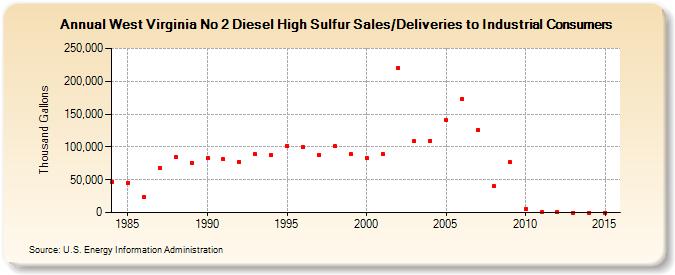 Annual West Virginia No 2 Diesel High Sulfur Sales/Deliveries to Industrial Consumers
Thousand Gallons
250,000
200,000
150,000
100,000
50,000
0
1985 1990 1995 2000 2005 2010 2015
Source: U.S. Energy Information Administration